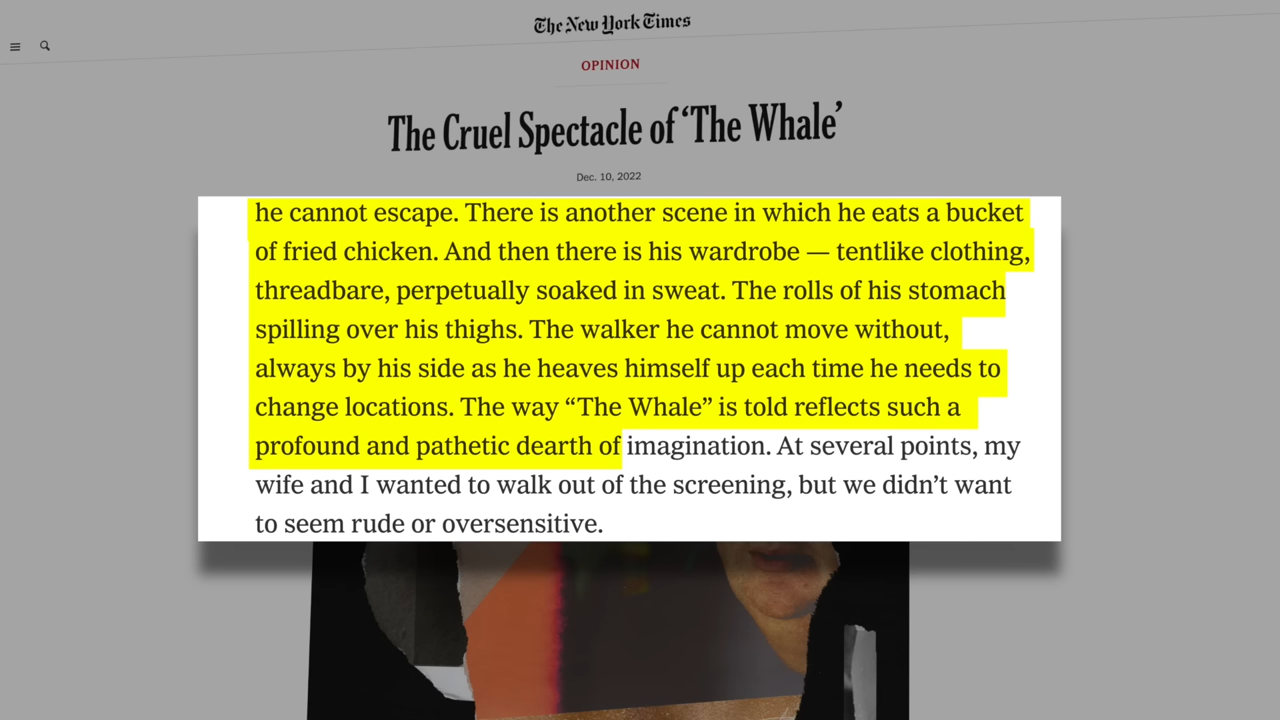 The New York Times
OPINION
The Cruel Spectacle of ‘The Whale’
Dec. 10, 2022
he cannot escape. There is another scene in which he eats a bucket
of fried chicken. And then there is his wardrobe — tentlike clothing,
threadbare, perpetually soaked in sweat. The rolls of his stomach
spilling over his thighs. The walker he cannot move without,
always by his side as he heaves himself up each time he needs to
change locations. The way “The Whale” is told reflects such a
profound and pathetic dearth of imagination. At several points, my
wife and I wanted to walk out of the screening, but we didn’t want
to seem rude or oversensitive.